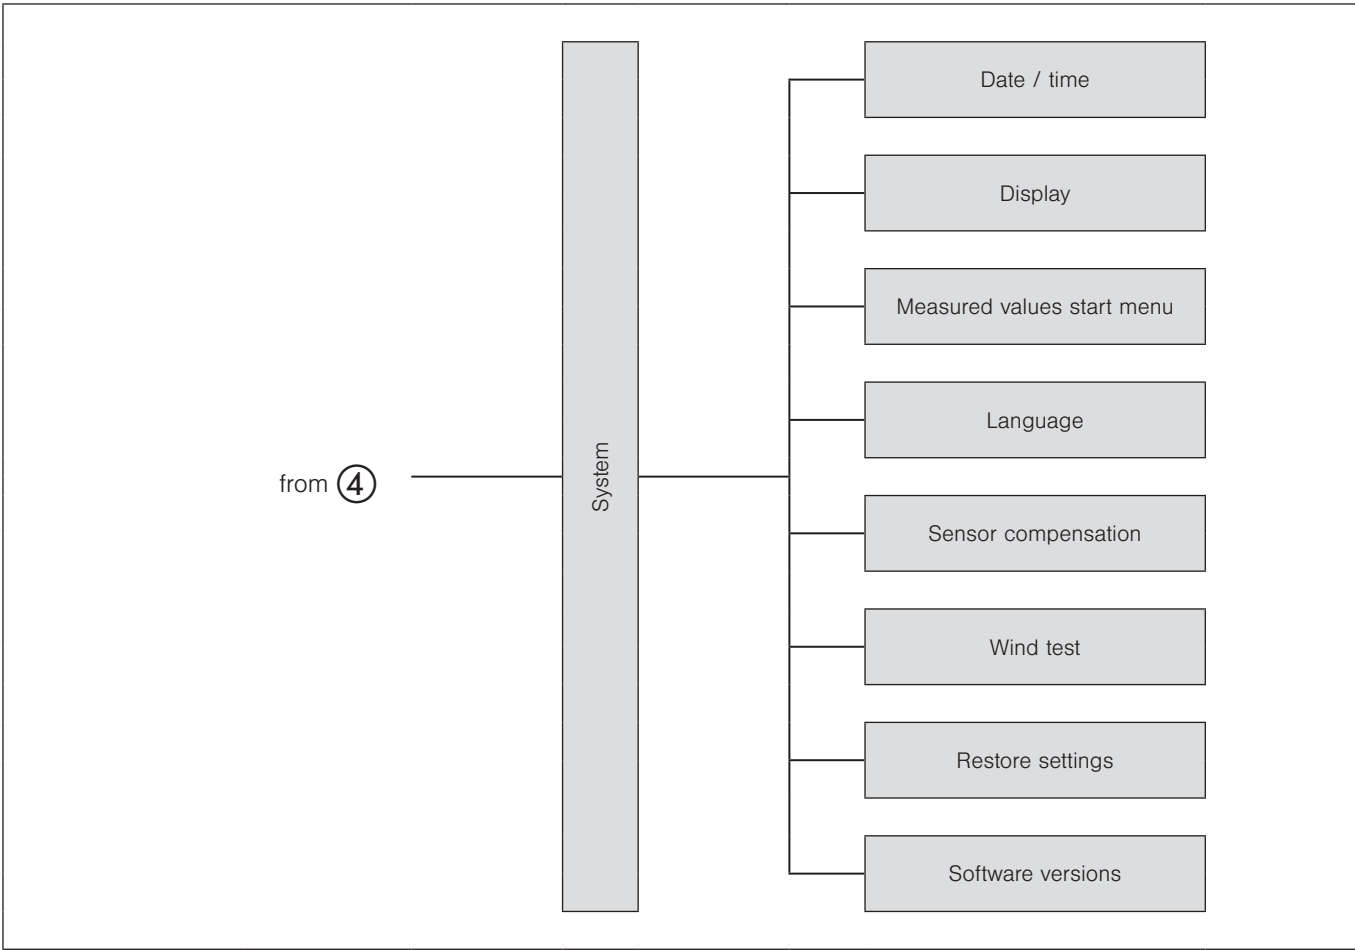 from ④
System
Date / time
Display
Measured values start menu
Language
Sensor compensation
Wind test
Restore settings
Software versions